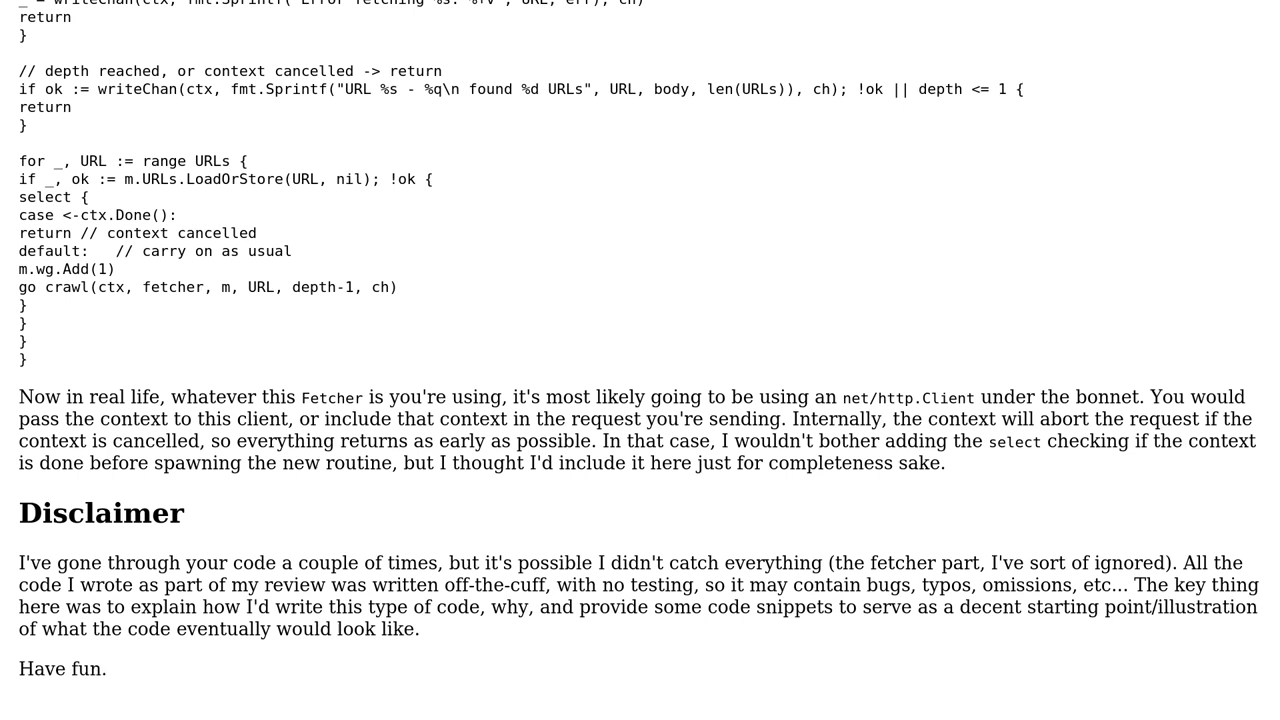 _ = writeChan(ctx, fmt.Sprintf("Error fetching %s: %+v", URL, err), ch)
return
}
// depth reached, or context cancelled -> return
if ok := writeChan(ctx, fmt.Sprintf("URL %s - %q\n found %d URLs", URL, body, len(URLs)), ch); !ok || depth <= 1 {
return
}
for _, URL := range URLs {
if _, ok := m.URLs.LoadOrStore(URL, nil); !ok {
select {
case <-ctx.Done():
return // context cancelled
default:   // carry on as usual
m.wg.Add(1)
go crawl(ctx, fetcher, m, URL, depth-1, ch)
}
}
}
}
Now in real life, whatever this Fetcher is you're using, it's most likely going to be using an net/http.Client under the bonnet. You would
pass the context to this client, or include that context in the request you're sending. Internally, the context will abort the request if the
context is cancelled, so everything returns as early as possible. In that case, I wouldn't bother adding the select checking if the context
is done before spawning the new routine, but I thought I'd include it here just for completeness sake.
Disclaimer
I've gone through your code a couple of times, but it's possible I didn't catch everything (the fetcher part, I've sort of ignored). All the
code I wrote as part of my review was written off-the-cuff, with no testing, so it may contain bugs, typos, omissions, etc... The key thing
here was to explain how I'd write this type of code, why, and provide some code snippets to serve as a decent starting point/illustration
of what the code eventually would look like.
Have fun.